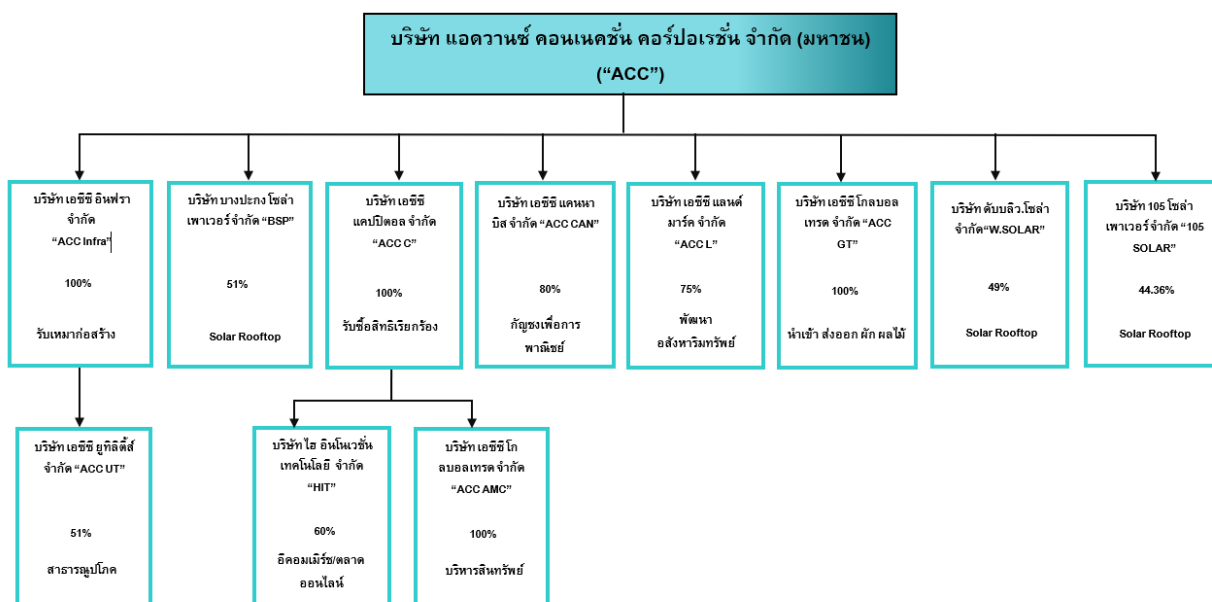 บริษัท แอดวานซ์ คอนเนคชั่น คอร์ปอเรชั่น จำกัด (มหาชน)
(“ACC”)
บริษัท เอซีซี อินฟรา
จำกัด
“ACC Infra”
100%
รับเหมาก่อสร้าง
บริษัท บางปะกง โซล่า
เพาเวอร์ จำกัด “BSP”
51%
Solar Rooftop
บริษัท เอซีซี
แคปปิตอล จำกัด
“ACC C”
100%
รับซื้อสิทธิเรียกร้อง
บริษัท เอซีซี แคนนา
บิส จำกัด “ACC CAN”
80%
กัญชงเพื่อการ
พาณิชย์
บริษัท เอซีซี แลนด์
มาร์ค จำกัด
“ACC L”
75%
พัฒนา
อสังหาริมทรัพย์
บริษัท เอซีซี โกลบอล
เทรด จำกัด “ACC
GT”
100%
นำเข้า ส่งออก ผัก ผลไม้
บริษัท ดับบลิว.โซล่า
จำกัด“W.SOLAR”
49%
Solar Rooftop
บริษัท 105 โซล่า
เพาเวอร์ จำกัด “105
SOLAR”
44.36%
Solar Rooftop
บริษัท เอซีซี ยูทิลิตี้ส์
จำกัด “ACC UT”
51%
สาธารณูปโภค
บริษัท ไฮ อินโนเวชั่น
เทคโนโลยี จำกัด
“HIT”
60%
อีคอมเมิร์ช/ตลาด
ออนไลน์
บริษัท เอซีซี โก
ลบอลเทรด จำกัด
“ACC AMC”
100%
บริหารสินทรัพย์